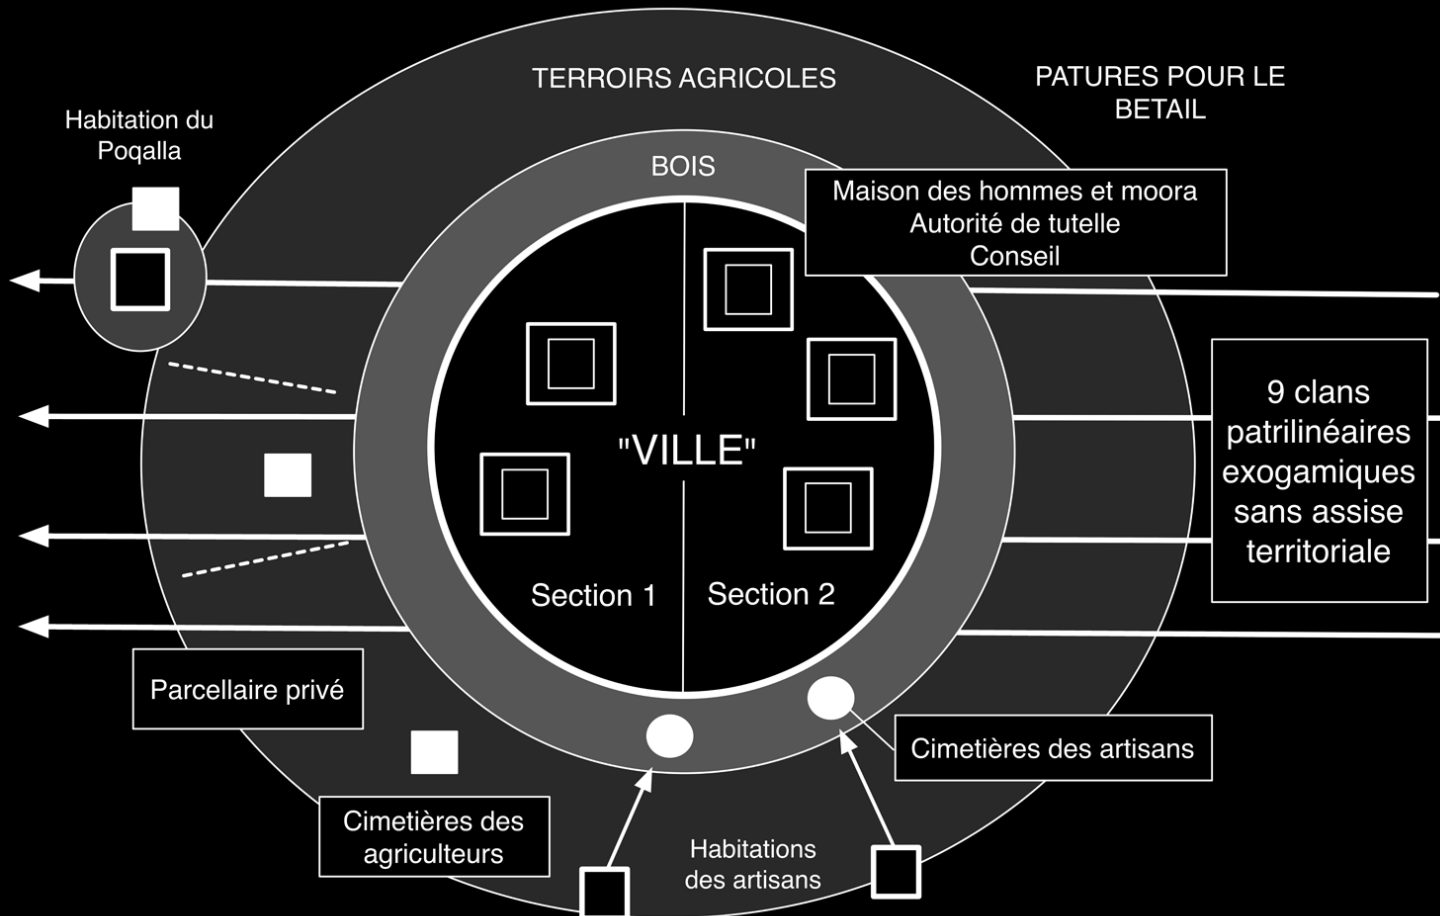 TERROIRS AGRICOLES
PATURES POUR LE
BETAIL
Habitation du
Poqalla
BOIS
Maison des hommes et moora
Autorité de tutelle
Conseil
9 clans
patrilinéaires
exogamiques
sans assise
territoriale
"VILLE"
Section 1
Section 2
Parcellaire privé
Cimetières des artisans
Cimetières des
agriculteurs
Habitations
des artisans